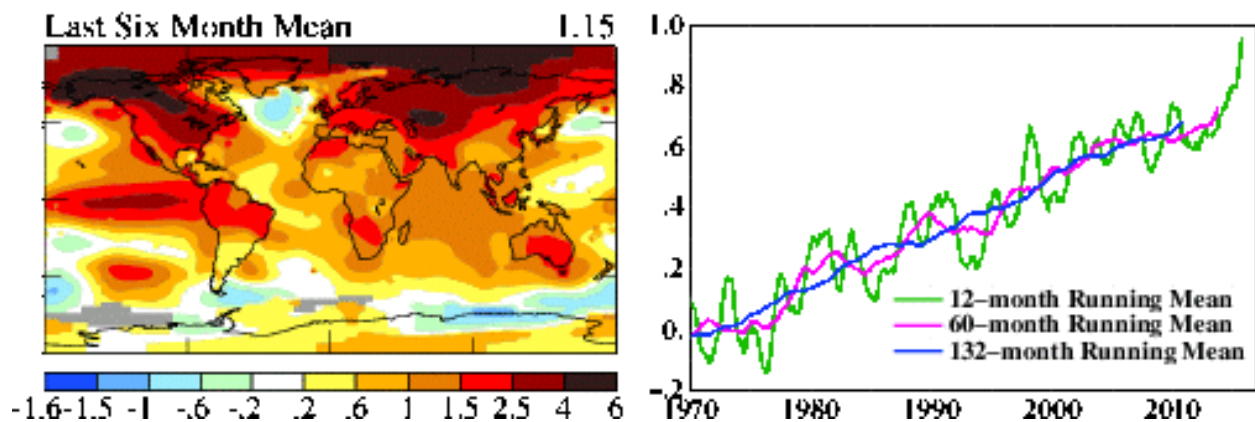 Last Six Month Mean 1.15
-1.6 -1.5 -1 -.6 -.2 .2 .6 1 1.5 2.5 4 6
1.0
.8
.6
.4
.2
0.
-.2
12-month Running Mean
60-month Running Mean
132-month Running Mean
1970 1980 1990 2000 2010